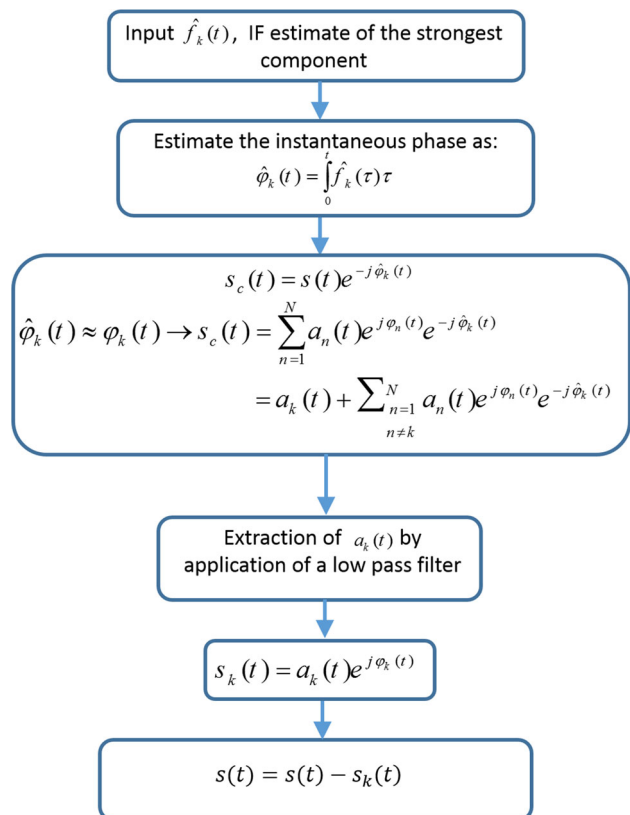 Input f̂_k(t), IF estimate of the strongest
component
Estimate the instantaneous phase as:
φ̂_k(t) = ∫_0^t f̂_k(τ)τ
s_c(t) = s(t)e^{-jφ̂_k(t)}
φ̂_k(t) ≈ φ_k(t) → s_c(t) = ∑_{n=1}^{N} a_n(t)e^{jφ_n(t)}e^{-jφ̂_k(t)}
= a_k(t) + ∑_{n=1, n≠k}^{N} a_n(t)e^{jφ_n(t)}e^{-jφ̂_k(t)}
Extraction of a_k(t) by
application of a low pass filter
s_k(t) = a_k(t)e^{jφ_k(t)}
s(t) = s(t) − s_k(t)